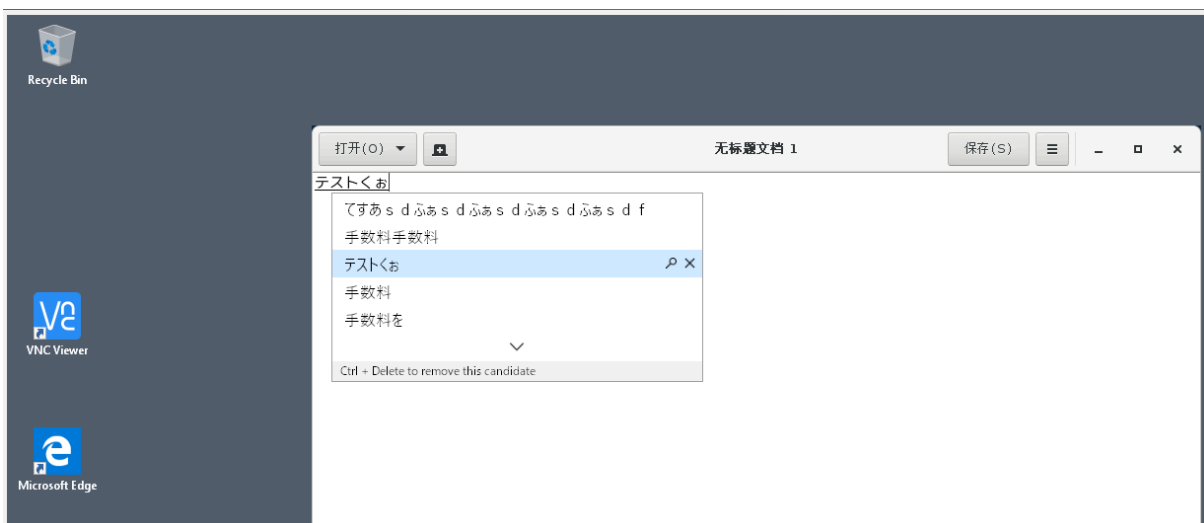 Recycle Bin
打开(O)
无标题文档 1
保存(S)
テストくぉ
てすあｓｄふぁｓｄふぁｓｄふぁｓｄふぁｓｄｆ
手数料手数料
テストくぉ
手数料
手数料を
Ctrl + Delete to remove this candidate
VNC Viewer
Microsoft Edge